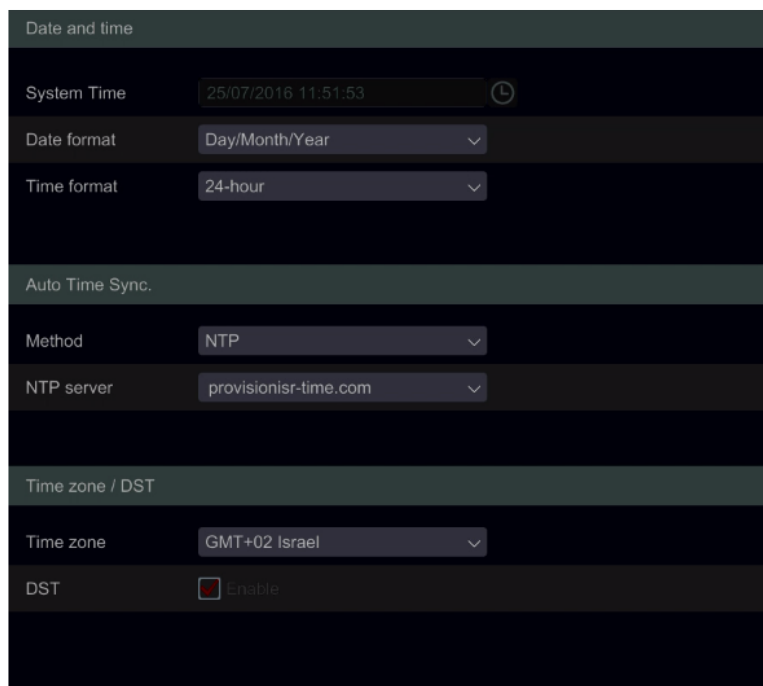 Date and time
System Time 25/07/2016 11:51:53
Date format Day/Month/Year
Time format 24-hour
Auto Time Sync.
Method NTP
NTP server provisionisr-time.com
Time zone / DST
Time zone GMT+02 Israel
DST Enable